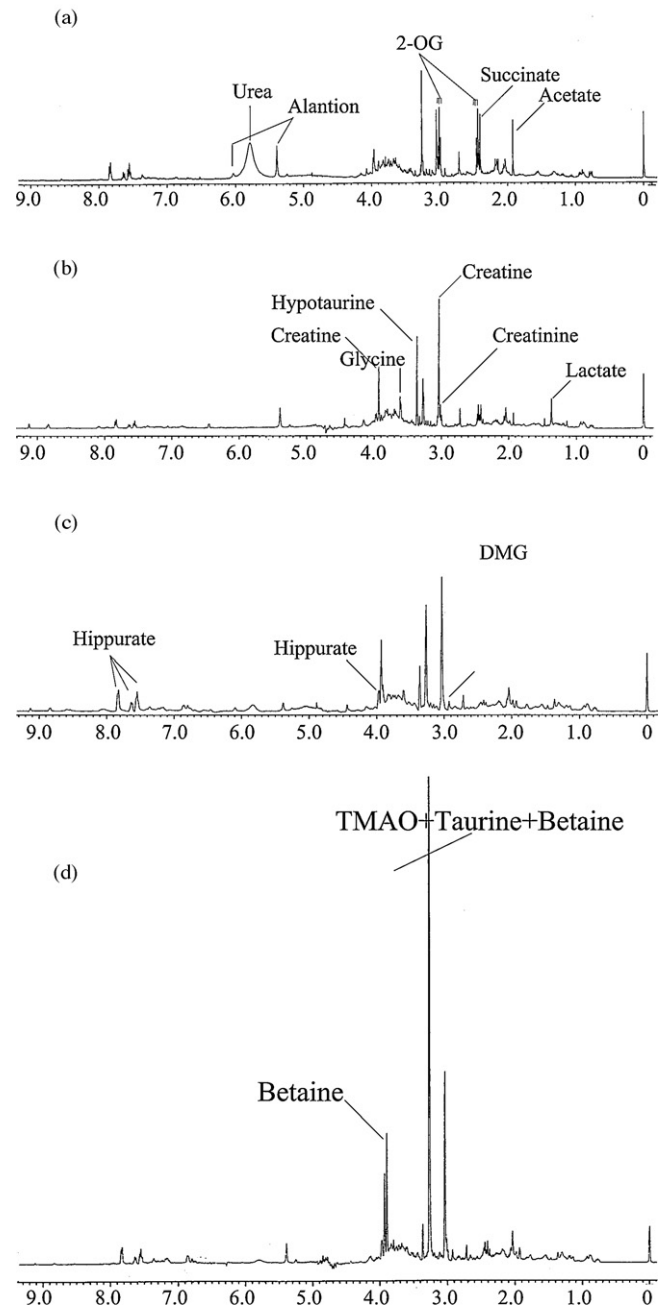 (a)
2-OG
Succinate
Urea
Acetate
Alantion
9.0 8.0 7.0 6.0 5.0 4.0 3.0 2.0 1.0 0
(b)
Creatine
Hypotaurine
Creatine
Creatinine
Glycine
Lactate
9.0 8.0 7.0 6.0 5.0 4.0 3.0 2.0 1.0 0
(c)
DMG
Hippurate
Hippurate
9.0 8.0 7.0 6.0 5.0 4.0 3.0 2.0 1.0 0
TMAO+Taurine+Betaine
(d)
Betaine
9.0 8.0 7.0 6.0 5.0 4.0 3.0 2.0 1.0 0